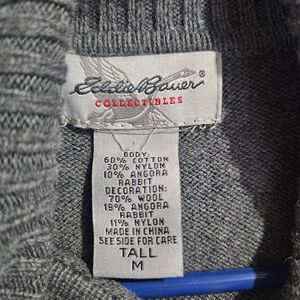 Eddie Bauer®
COLLECTIBLES
BODY:
60% COTTON
30% NYLON
10% ANGORA
RABBIT
DECORATION:
70% WOOL
19% ANGORA
RABBIT
11% NYLON
MADE IN CHINA
SEE SIDE FOR CARE
TALL
M